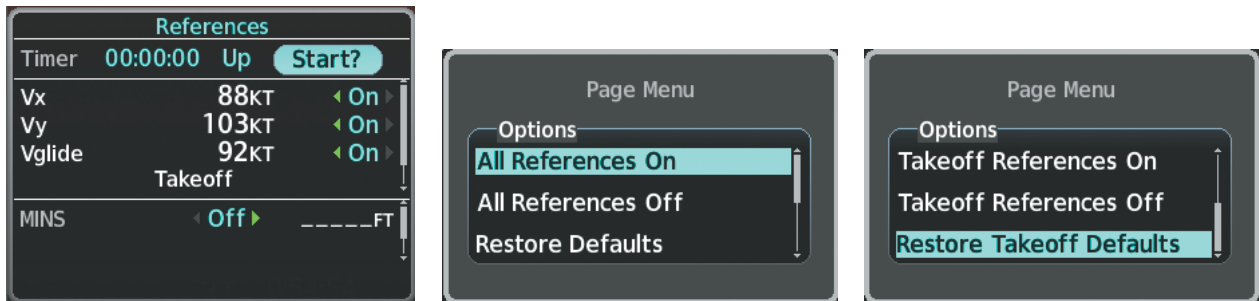 References
Timer 00:00:00 Up Start?
Vx 88KT On
Vy 103KT On
Vglide 92KT On
Takeoff
MINS Off _____FT
Page Menu
Options
All References On
All References Off
Restore Defaults
Page Menu
Options
Takeoff References On
Takeoff References Off
Restore Takeoff Defaults